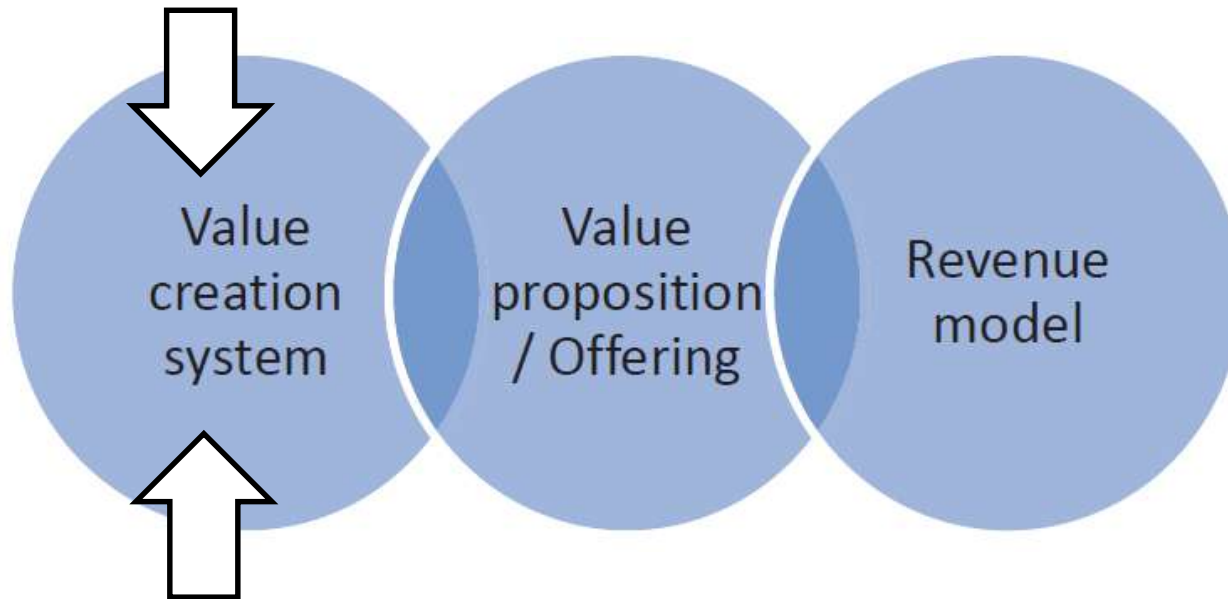 Value
creation
system
Value
proposition
/ Offering
Revenue
model